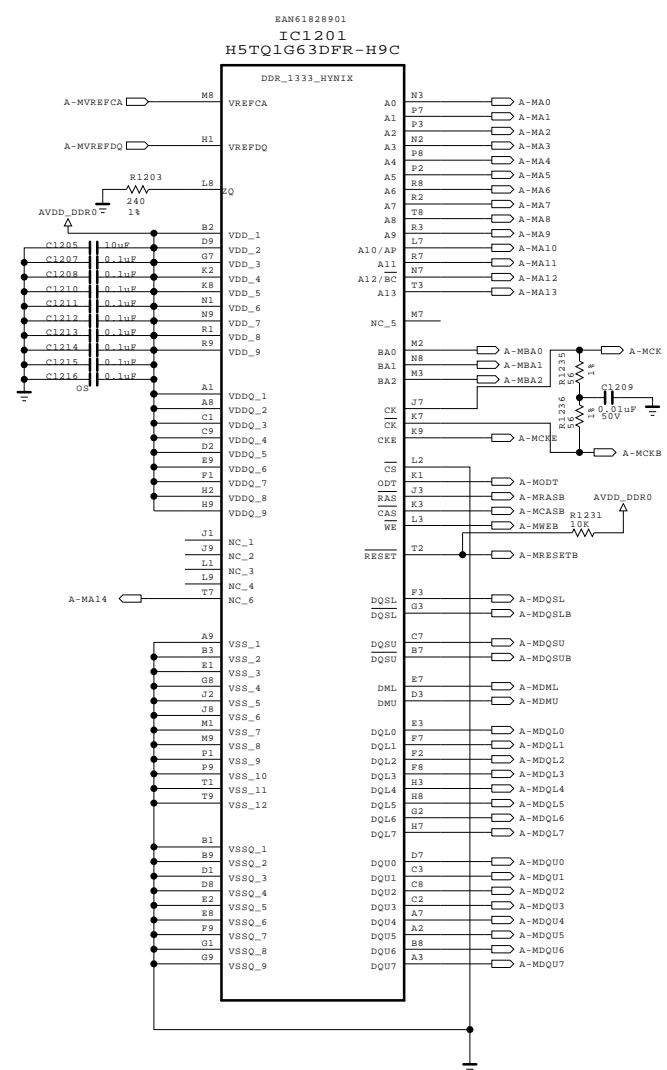 EAN61828901
IC1201
H5TQ1G63DFR-H9C
DDR_1333_HYNIX
A-MVREFCA M8 VREFCA
A-MVREFDQ H1 VREFDQ
R1203 L8 ZQ
240
1%
AVDD_DDR0
B2 VDD_1
C1205 10uF D9 VDD_2
C1207 0.1uF G7 VDD_3
C1208 0.1uF K2 VDD_4
C1210 0.1uF K8 VDD_5
C1211 0.1uF N1 VDD_6
C1212 0.1uF N9 VDD_7
C1213 0.1uF R1 VDD_8
C1214 0.1uF R9 VDD_9
C1215 0.1uF
C1216 0.1uF
OS
A1 VDDQ_1
A8 VDDQ_2
C1 VDDQ_3
C9 VDDQ_4
D2 VDDQ_5
E9 VDDQ_6
F1 VDDQ_7
H2 VDDQ_8
H9 VDDQ_9
J1 NC_1
J9 NC_2
L1 NC_3
L9 NC_4
A-MA14 T7 NC_6
A9 VSS_1
B3 VSS_2
E1 VSS_3
G8 VSS_4
J2 VSS_5
J8 VSS_6
M1 VSS_7
M9 VSS_8
P1 VSS_9
P9 VSS_10
T1 VSS_11
T9 VSS_12
B1 VSSQ_1
B9 VSSQ_2
D1 VSSQ_3
D8 VSSQ_4
E2 VSSQ_5
E8 VSSQ_6
F9 VSSQ_7
G1 VSSQ_8
G9 VSSQ_9
A0 N3 A-MA0
A1 P7 A-MA1
A2 P3 A-MA2
A3 N2 A-MA3
A4 P8 A-MA4
A5 P2 A-MA5
A6 R8 A-MA6
A7 R2 A-MA7
A8 T8 A-MA8
A9 R3 A-MA9
A10/AP L7 A-MA10
A11 R7 A-MA11
A12/BC N7 A-MA12
A13 T3 A-MA13
NC_5 M7
BA0 M2 A-MBA0
BA1 N8 A-MBA1
BA2 M3 A-MBA2
CK J7
CK K7
CKE K9 A-MCKE
A-MCK
R1235
56
1%
C1209
0.01uF
50V
R1236
56
1%
A-MCKB
CS L2
ODT K1 A-MODT
RAS J3 A-MRASB
CAS K3 A-MCASB
WE L3 A-MWEB
AVDD_DDR0
R1231
10K
RESET T2 A-MRESETB
DQSL F3 A-MDQSL
DQSL G3 A-MDQSLB
DQSU C7 A-MDQSU
DQSU B7 A-MDQSUB
DML E7 A-MDML
DMU D3 A-MDMU
DQL0 E3 A-MDQL0
DQL1 F7 A-MDQL1
DQL2 F2 A-MDQL2
DQL3 F8 A-MDQL3
DQL4 H3 A-MDQL4
DQL5 H8 A-MDQL5
DQL6 G2 A-MDQL6
DQL7 H7 A-MDQL7
DQU0 D7 A-MDQU0
DQU1 C3 A-MDQU1
DQU2 C8 A-MDQU2
DQU3 C2 A-MDQU3
DQU4 A7 A-MDQU4
DQU5 A2 A-MDQU5
DQU6 B8 A-MDQU6
DQU7 A3 A-MDQU7